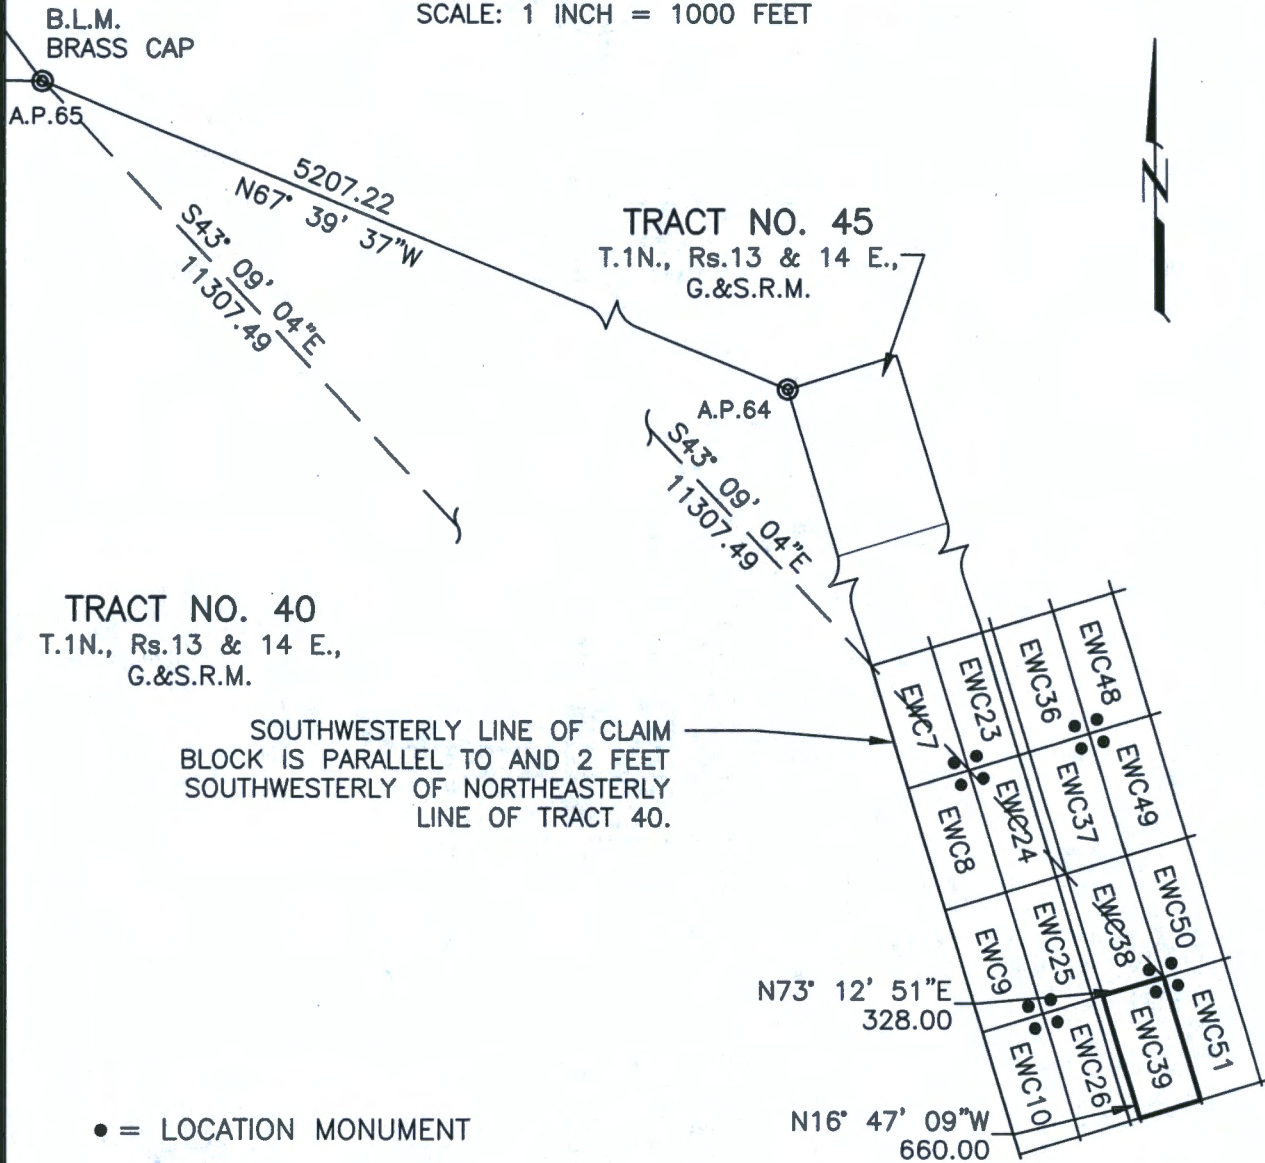 SCALE: 1 INCH = 1000 FEET
B.L.M.
BRASS CAP
A.P.65
5207.22
N67° 39' 37"W
S43° 09' 04"E
11307.49
TRACT NO. 45
T.1N., Rs.13 & 14 E.,
G.&S.R.M.
N
A.P.64
S43° 09' 04"E
11307.49
TRACT NO. 40
T.1N., Rs.13 & 14 E.,
G.&S.R.M.
SOUTHWESTERLY LINE OF CLAIM
BLOCK IS PARALLEL TO AND 2 FEET
SOUTHWESTERLY OF NORTHEASTERLY
LINE OF TRACT 40.
EWC7
EWC23
EWC36
EWC48
EWC8
EWC24
EWC37
EWC49
EWC9
EWC25
EWC38
EWC50
EWC10
EWC26
EWC39
EWC51
N73° 12' 51"E
328.00
N16° 47' 09"W
660.00
● = LOCATION MONUMENT